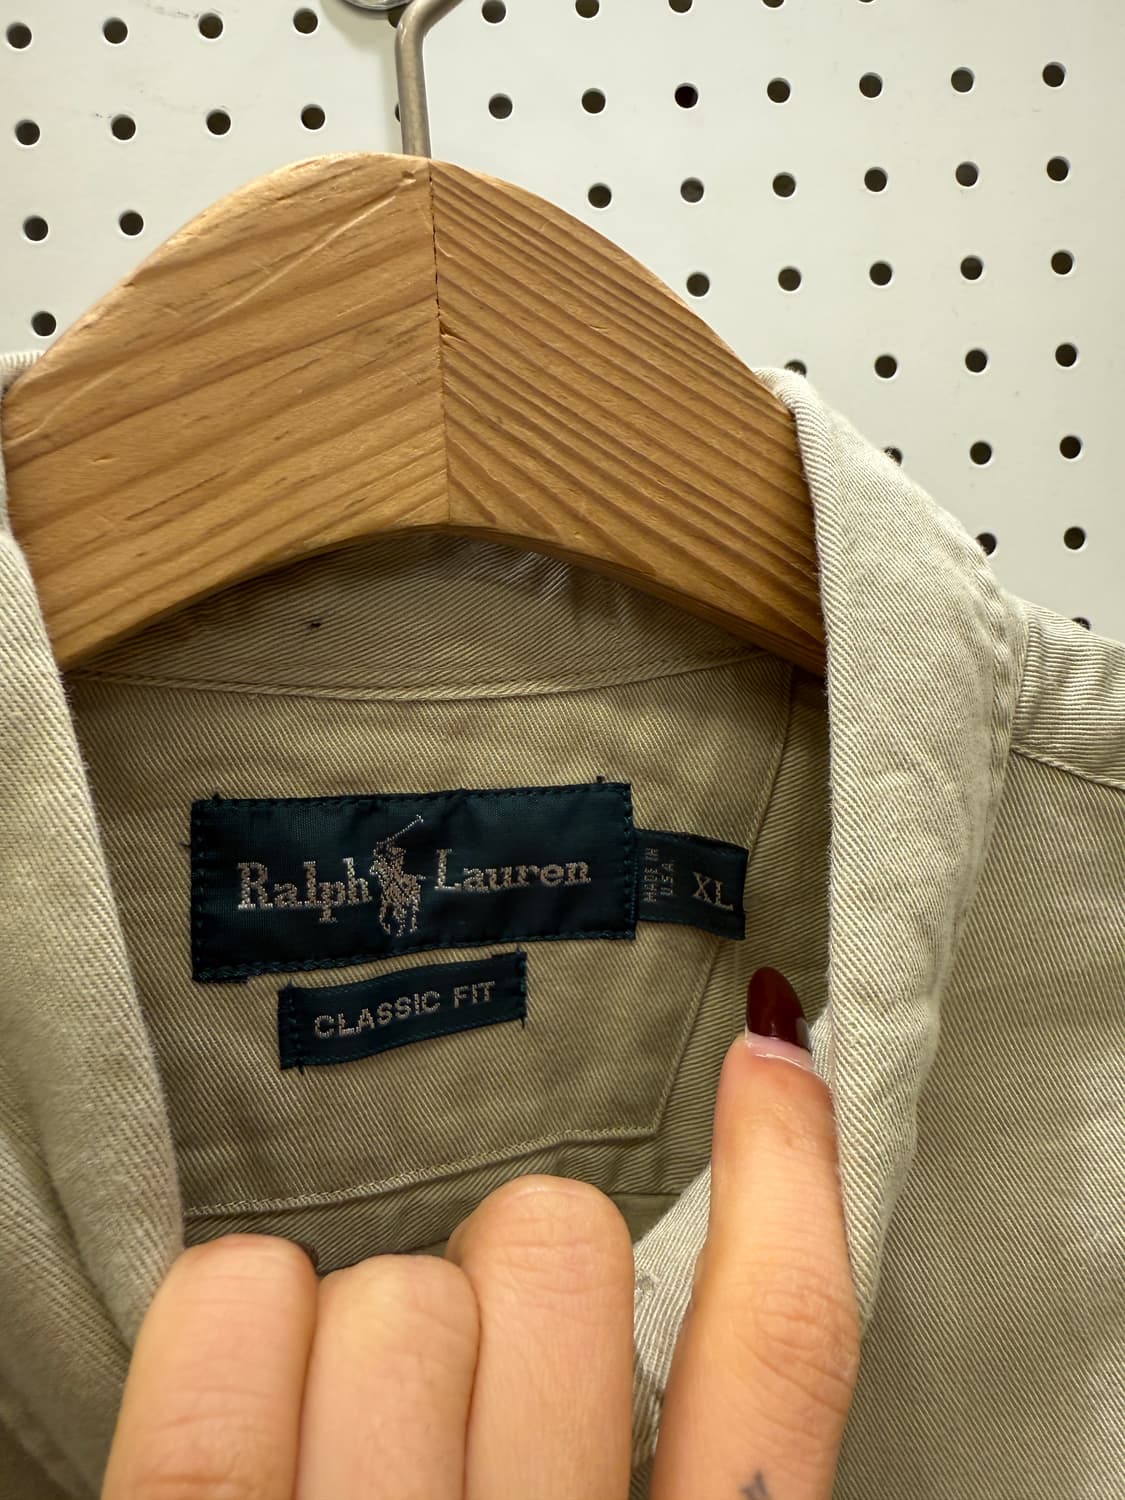 Ralph Lauren
MADE IN
U.S.A.
XL
CLASSIC FIT